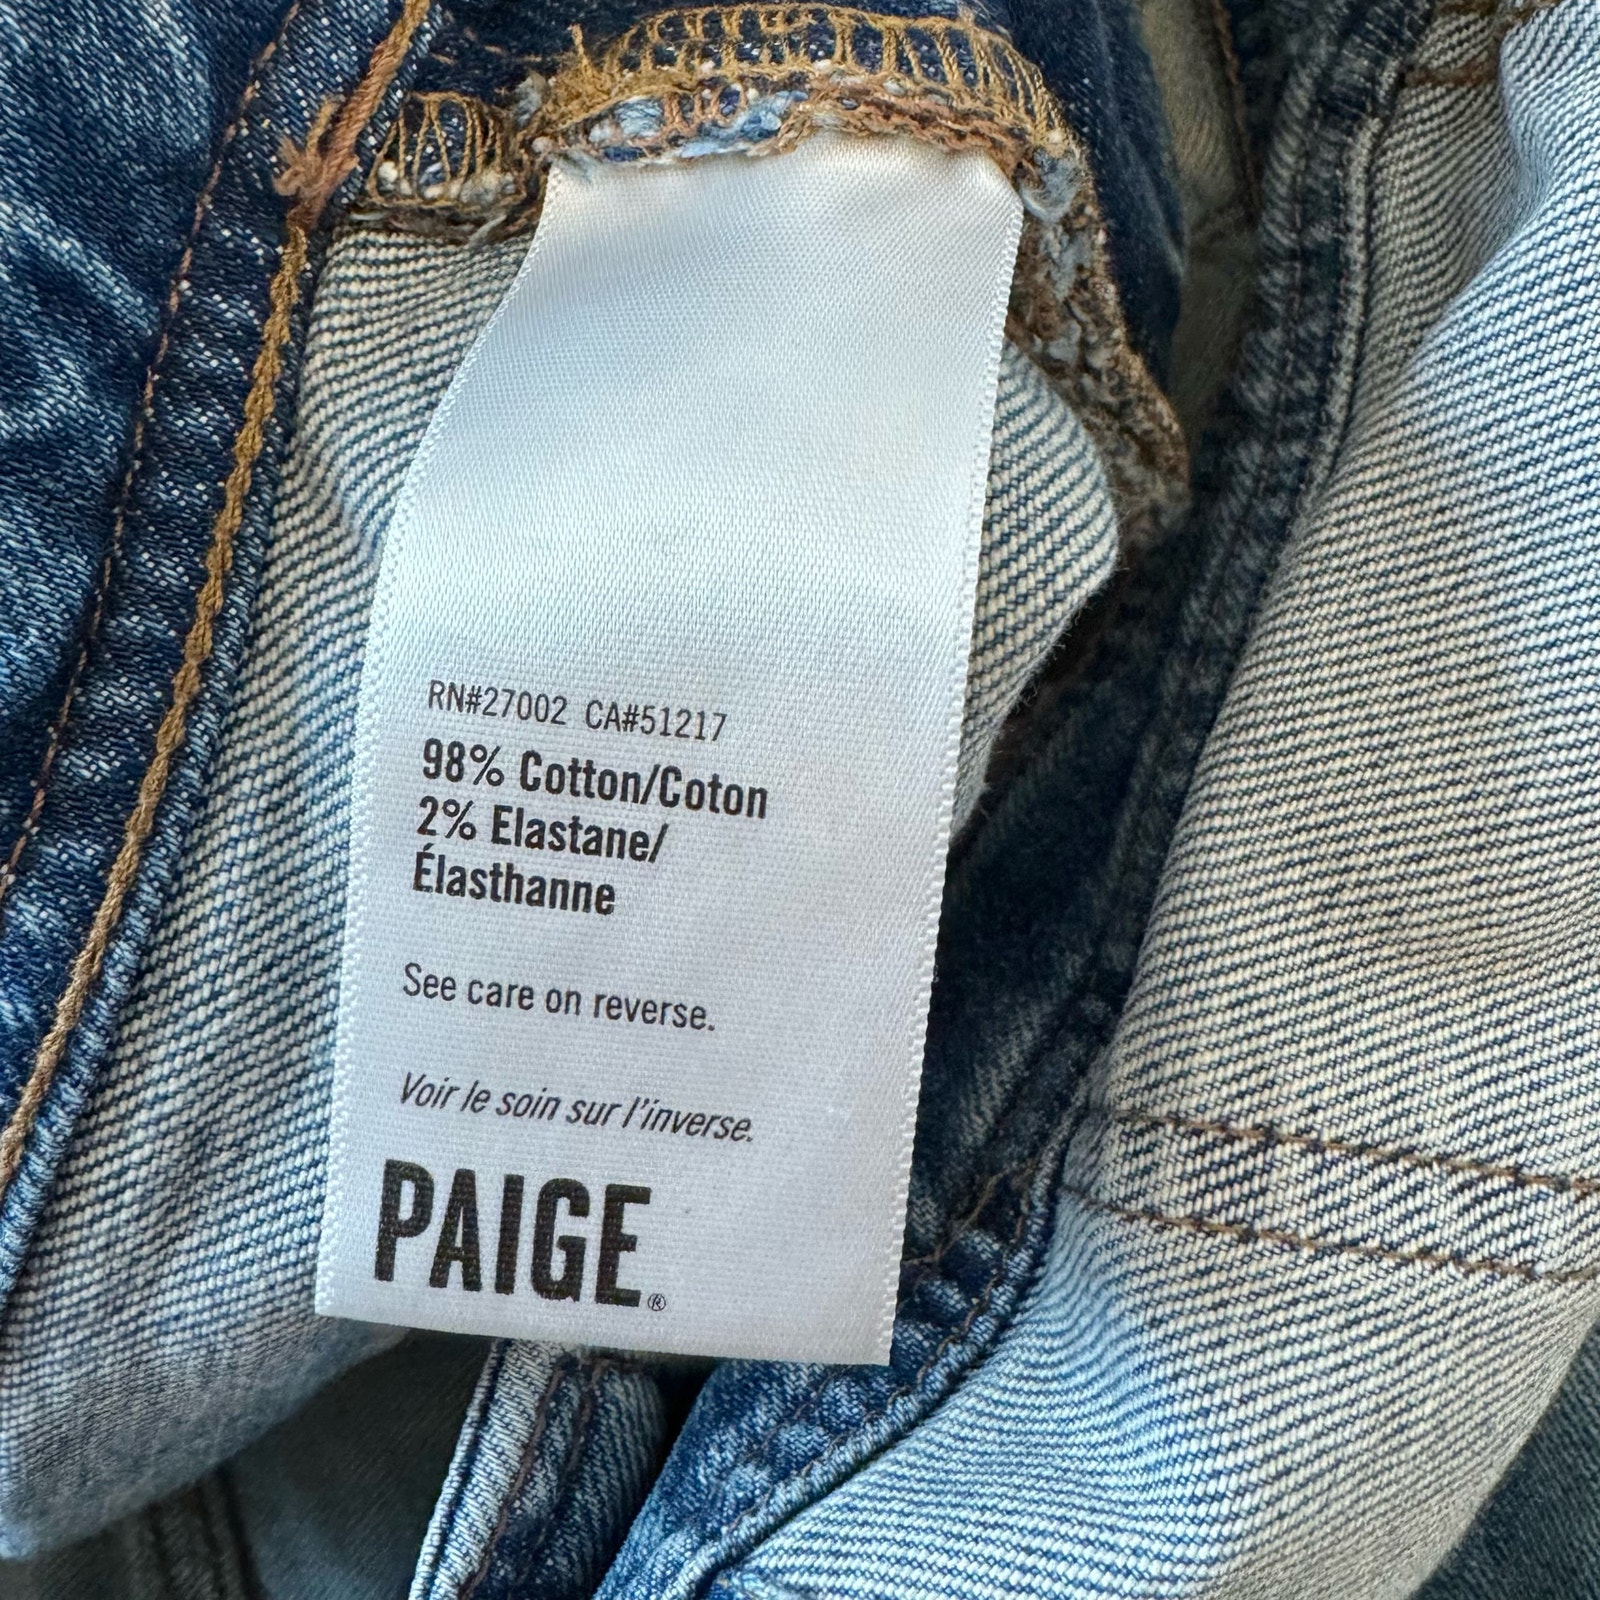 RN#27002 CA#51217
98% Cotton/Coton
2% Elastane/
Élasthanne
See care on reverse.
Voir le soin sur l'inverse.
PAIGE®